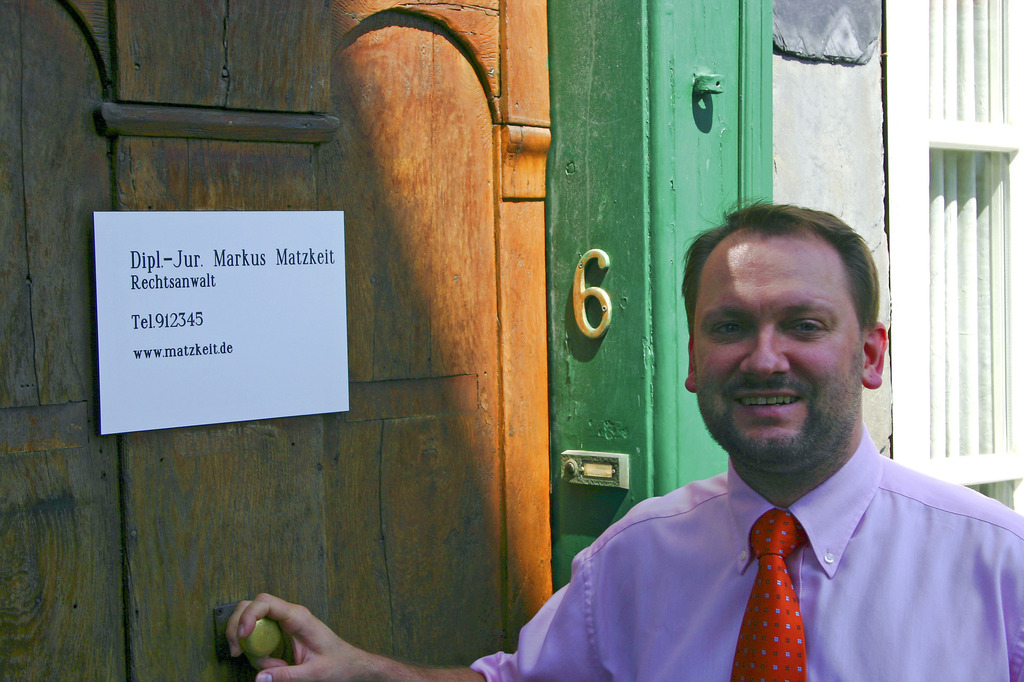 Dipl.-Jur. Markus Matzkeit
Rechtsanwalt
Tel.912345
www.matzkeit.de
6